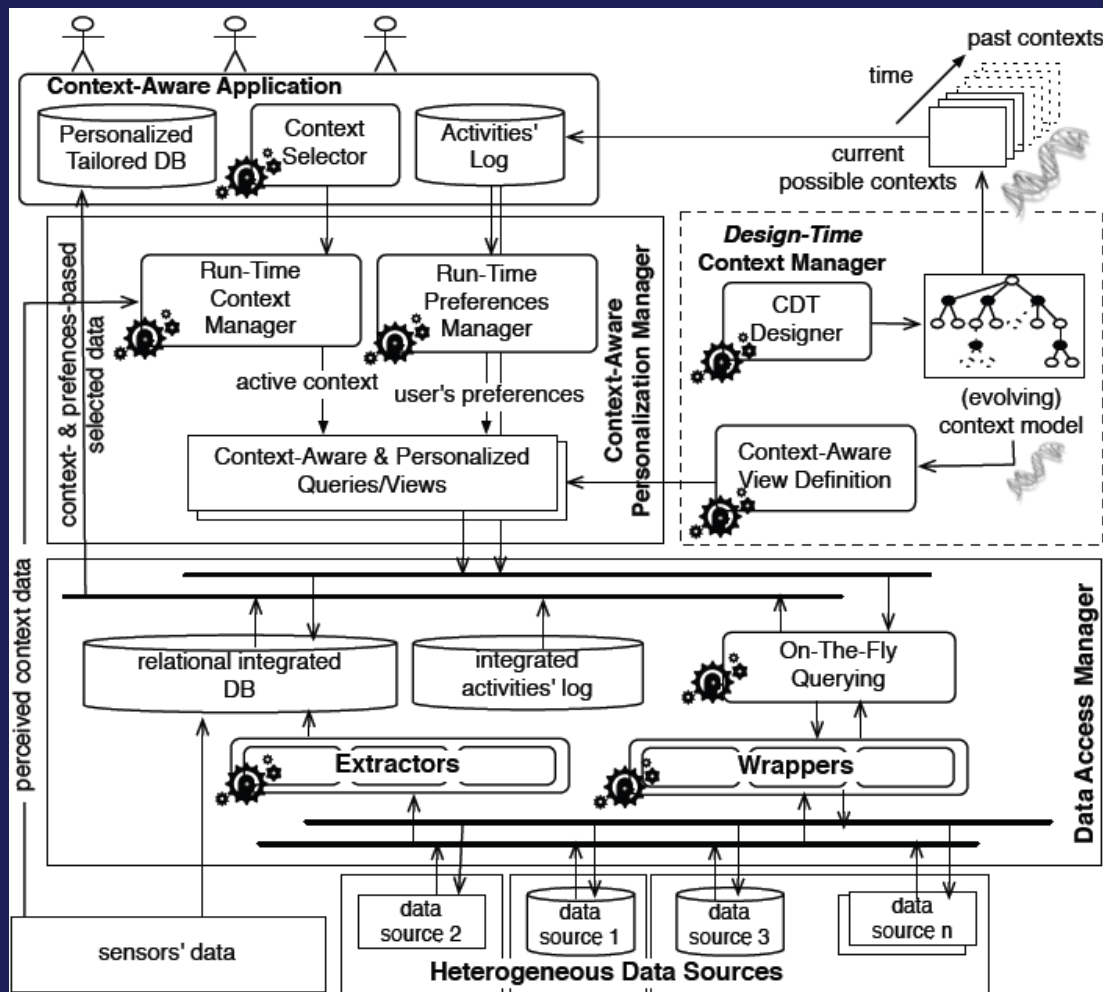 past contexts
time
Context-Aware Application
Personalized
Tailored DB
Context
Selector
Activities'
Log
current
possible contexts
Design-Time
Context Manager
Run-Time
Context
Manager
Run-Time
Preferences
Manager
CDT
Designer
active context
user's preferences
(evolving)
context model
Context-Aware & Personalized
Queries/Views
Context-Aware
View Definition
Context-Aware
Personalization Manager
context- & prefences-based
selected data
perceived context data
relational integrated
DB
integrated
activities' log
On-The-Fly
Querying
Extractors
Wrappers
Data Access Manager
sensors' data
data
source 2
data
source 1
data
source 3
data
source n
Heterogeneous Data Sources